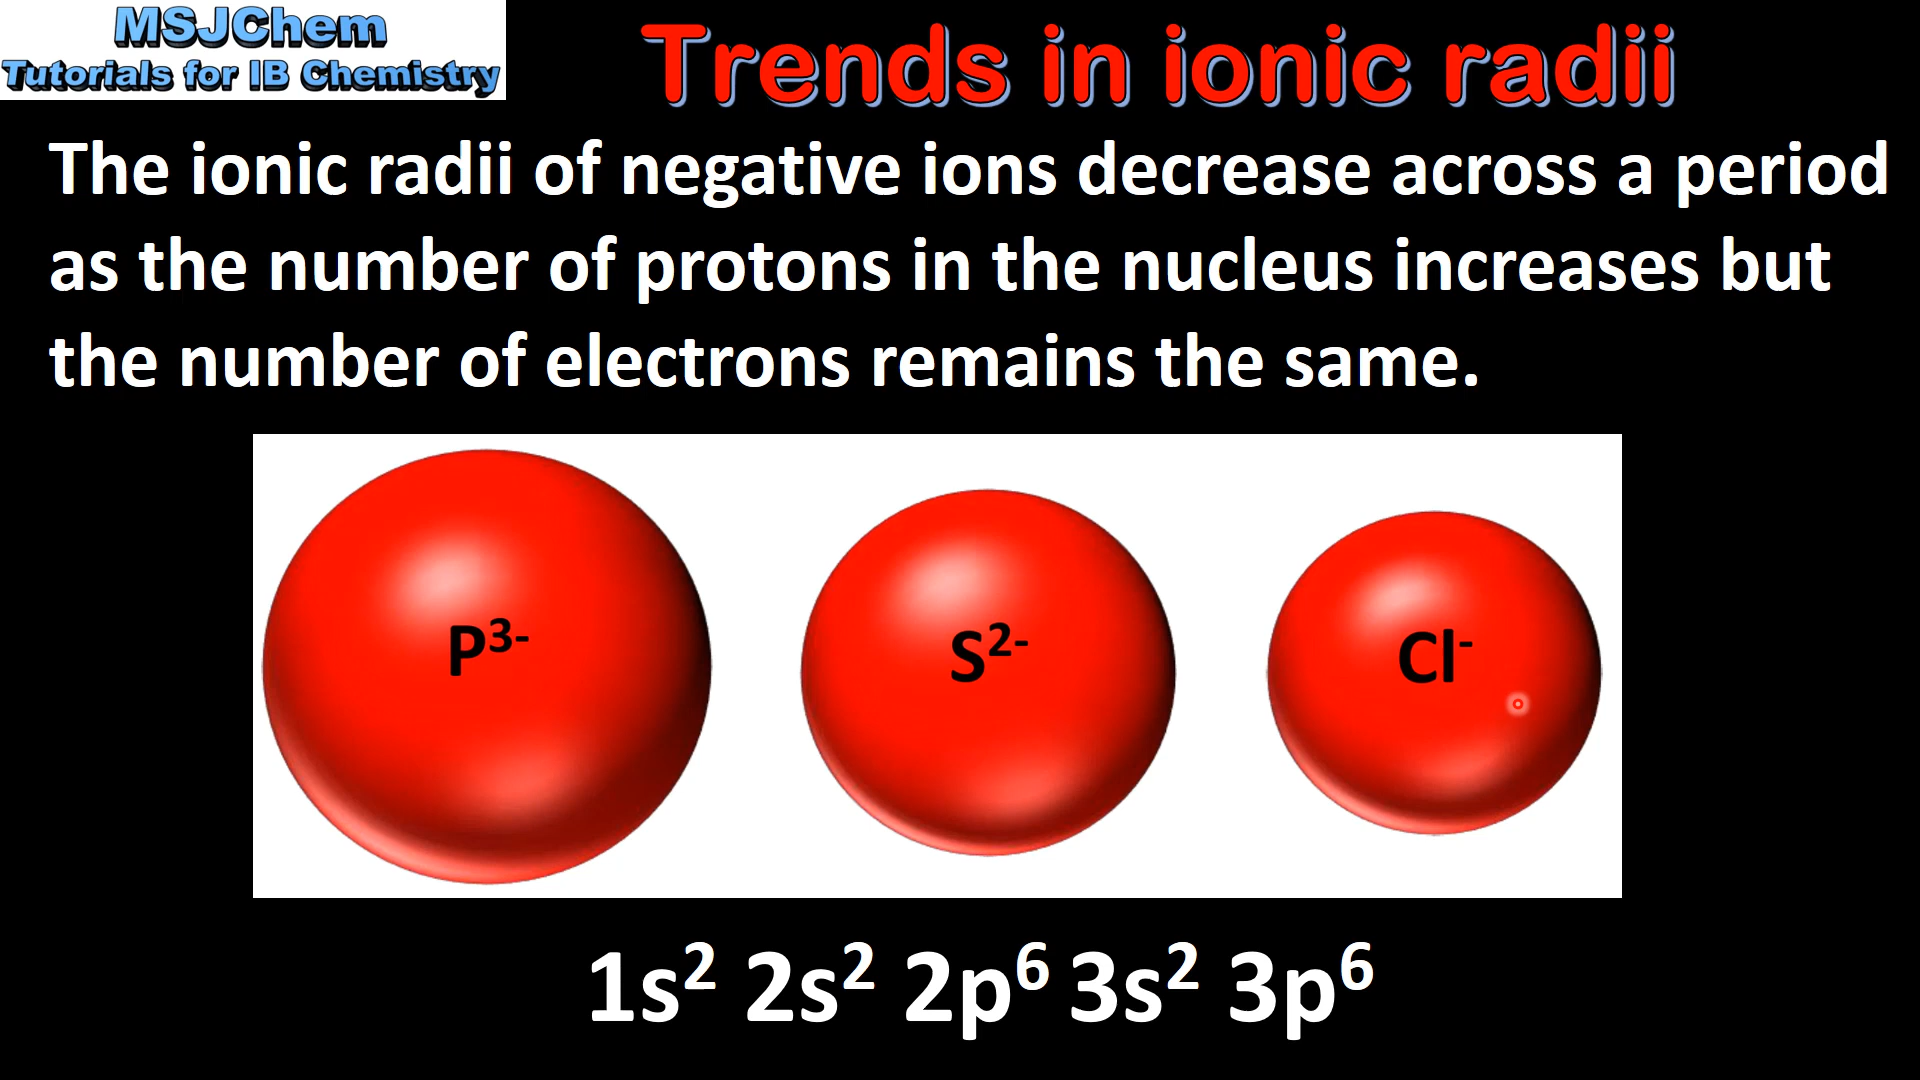 MSJChem
Tutorials for IB Chemistry
Trends in ionic radii
The ionic radii of negative ions decrease across a period
as the number of protons in the nucleus increases but
the number of electrons remains the same.
P³⁻ S²⁻ Cl⁻
1s² 2s² 2p⁶ 3s² 3p⁶